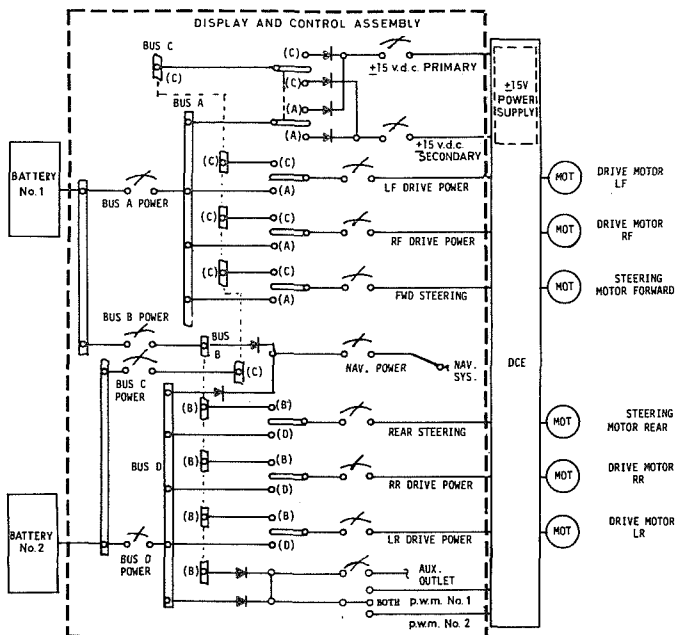 DISPLAY AND CONTROL ASSEMBLY
BUS C
(C)
(C)
+15 v.d.c. PRIMARY
(C)
BUS A
(A)
±15V
POWER
SUPPLY
(A)
+15 v.d.c.
SECONDARY
BATTERY
No.1
BUS A POWER
(C)
(C)
(A)
LF DRIVE POWER
MOT
DRIVE MOTOR
LF
(C)
(C)
(A)
RF DRIVE POWER
MOT
DRIVE MOTOR
RF
(C)
(C)
(A)
FWD STEERING
MOT
STEERING
MOTOR FORWARD
BUS B POWER
BUS
B
BUS C
POWER
(C)
NAV. POWER
NAV.
SYS.
DCE
(B)
(B)
(D)
REAR STEERING
MOT
STEERING
MOTOR REAR
BUS D
(B)
(B)
(D)
RR DRIVE POWER
MOT
DRIVE MOTOR
RR
BATTERY
No.2
BUS D
POWER
(B)
(B)
(D)
LR DRIVE POWER
MOT
DRIVE MOTOR
LR
(B)
AUX.
OUTLET
BOTH
p.w.m. No.1
p.w.m. No.2